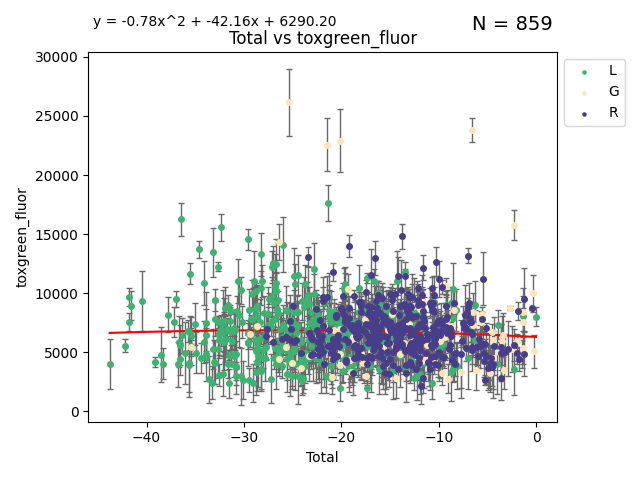 y = -0.78x^2 + -42.16x + 6290.20
N = 859
Total vs toxgreen_fluor
30000
25000
20000
15000
10000
5000
0
toxgreen_fluor
−40
−30
−20
−10
0
Total
L
G
R